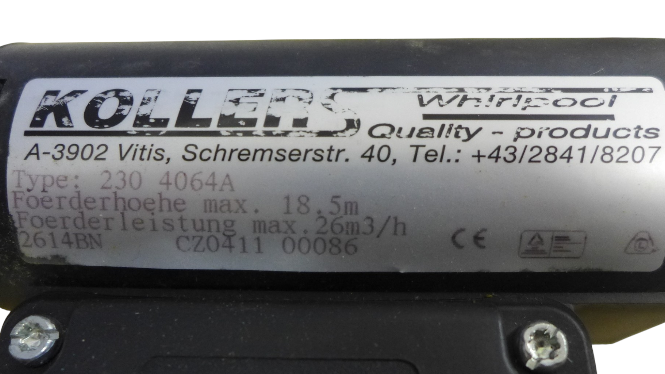 KOLLERS Whirlpool
Quality - products
A-3902 Vitis, Schremserstr. 40, Tel.: +43/2841/8207
Type: 230 4064A
Foerderhoehe max. 18.5m
Foerderleistung max.26m3/h
2614BN CZ0411 00086 CE